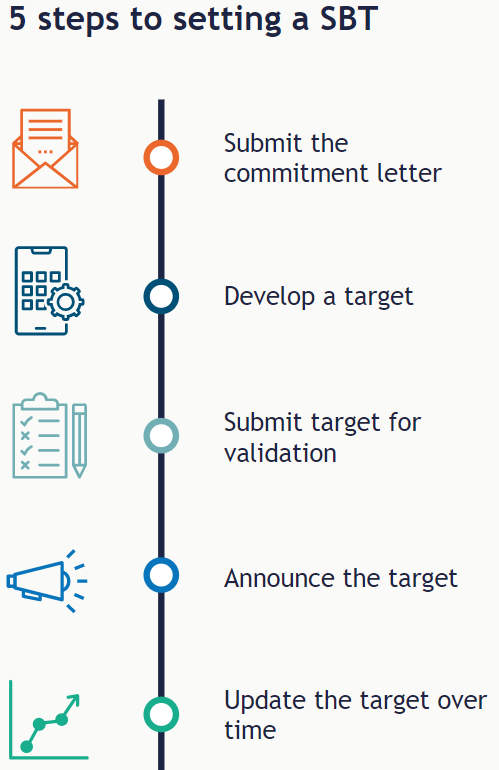 5 steps to setting a SBT
Submit the
commitment letter
Develop a target
Submit target for
validation
Announce the target
Update the target over
time